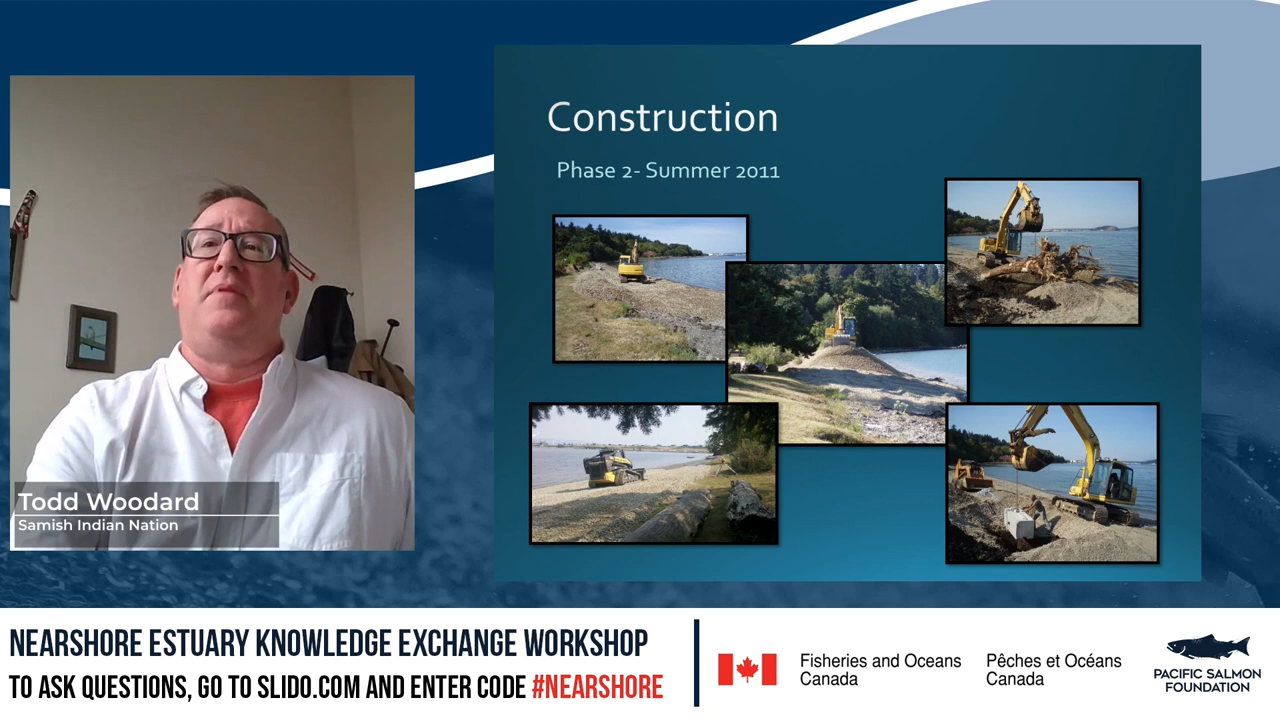 Construction
Phase 2- Summer 2011
Todd Woodard
Samish Indian Nation
NEARSHORE ESTUARY KNOWLEDGE EXCHANGE WORKSHOP
TO ASK QUESTIONS, GO TO SLIDO.COM AND ENTER CODE #NEARSHORE
Fisheries and Oceans
Canada
Pêches et Océans
Canada
PACIFIC SALMON
FOUNDATION